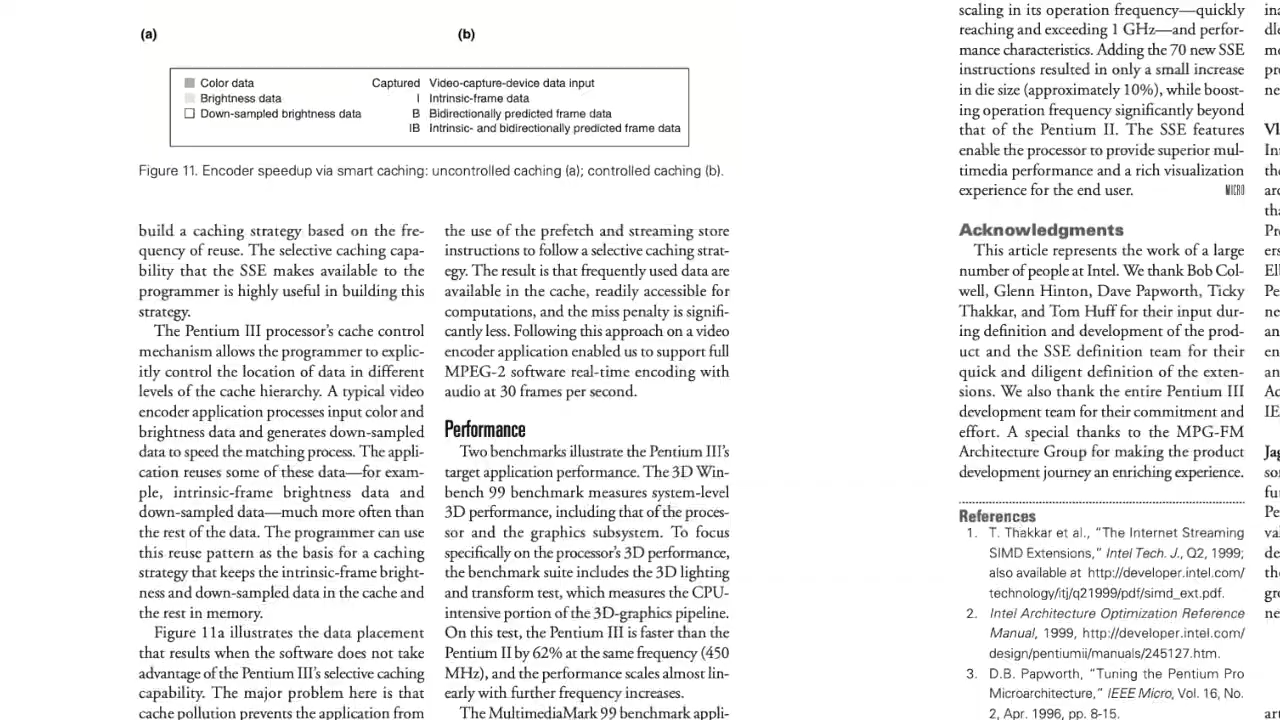 (a)
(b)
Color data
Brightness data
Down-sampled brightness data
Captured Video-capture-device data input
I Intrinsic-frame data
B Bidirectionally predicted frame data
IB Intrinsic- and bidirectionally predicted frame data
Figure 11. Encoder speedup via smart caching: uncontrolled caching (a); controlled caching (b).
build a caching strategy based on the fre-
quency of reuse. The selective caching capa-
bility that the SSE makes available to the
programmer is highly useful in building this
strategy.
The Pentium III processor's cache control
mechanism allows the programmer to explic-
itly control the location of data in different
levels of the cache hierarchy. A typical video
encoder application processes input color and
brightness data and generates down-sampled
data to speed the matching process. The appli-
cation reuses some of these data—for exam-
ple, intrinsic-frame brightness data and
down-sampled data—much more often than
the rest of the data. The programmer can use
this reuse pattern as the basis for a caching
strategy that keeps the intrinsic-frame bright-
ness and down-sampled data in the cache and
the rest in memory.
Figure 11a illustrates the data placement
that results when the software does not take
advantage of the Pentium III's selective caching
capability. The major problem here is that
cache pollution prevents the application from
the use of the prefetch and streaming store
instructions to follow a selective caching strat-
egy. The result is that frequently used data are
available in the cache, readily accessible for
computations, and the miss penalty is signifi-
cantly less. Following this approach on a video
encoder application enabled us to support full
MPEG-2 software real-time encoding with
audio at 30 frames per second.
Performance
Two benchmarks illustrate the Pentium III's
target application performance. The 3D Win-
bench 99 benchmark measures system-level
3D performance, including that of the proces-
sor and the graphics subsystem. To focus
specifically on the processor's 3D performance,
the benchmark suite includes the 3D lighting
and transform test, which measures the CPU-
intensive portion of the 3D-graphics pipeline.
On this test, the Pentium III is faster than the
Pentium II by 62% at the same frequency (450
MHz), and the performance scales almost lin-
early with further frequency increases.
The MultimediaMark 99 benchmark appli-
scaling in its operation frequency—quickly
reaching and exceeding 1 GHz—and perfor-
mance characteristics. Adding the 70 new SSE
instructions resulted in only a small increase
in die size (approximately 10%), while boost-
ing operation frequency significantly beyond
that of the Pentium II. The SSE features
enable the processor to provide superior mul-
timedia performance and a rich visualization
experience for the end user. MICRO
Acknowledgments
This article represents the work of a large
number of people at Intel. We thank Bob Col-
well, Glenn Hinton, Dave Papworth, Ticky
Thakkar, and Tom Huff for their input dur-
ing definition and development of the prod-
uct and the SSE definition team for their
quick and diligent definition of the exten-
sions. We also thank the entire Pentium III
development team for their commitment and
effort. A special thanks to the MPG-FM
Architecture Group for making the product
development journey an enriching experience.
References
1. T. Thakkar et al., "The Internet Streaming
SIMD Extensions," Intel Tech. J., Q2, 1999;
also available at http://developer.intel.com/
technology/itj/q21999/pdf/simd_ext.pdf.
2. Intel Architecture Optimization Reference
Manual, 1999, http://developer.intel.com/
design/pentiumii/manuals/245127.htm.
3. D.B. Papworth, "Tuning the Pentium Pro
Microarchitecture," IEEE Micro, Vol. 16, No.
2, Apr. 1996, pp. 8-15.